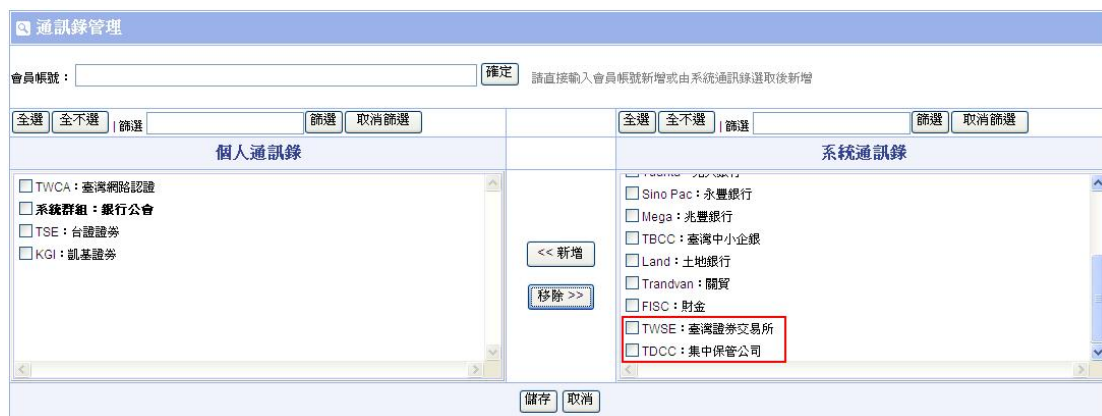 通訊錄管理
會員帳號： 確定 請直接輸入會員帳號新增或由系統通訊錄選取後新增
全選 全不選 | 篩選 篩選 取消篩選
全選 全不選 | 篩選 篩選 取消篩選
個人通訊錄
系統通訊錄
TWCA：臺灣網路認證
系統群組：銀行公會
TSE：台證證券
KGI：凱基證券
<< 新增
移除 >>
Sino Pac：永豐銀行
Mega：兆豐銀行
TBCC：臺灣中小企銀
Land：土地銀行
Trandvan：關貿
FISC：財金
TWSE：臺灣證券交易所
TDCC：集中保管公司
儲存 取消